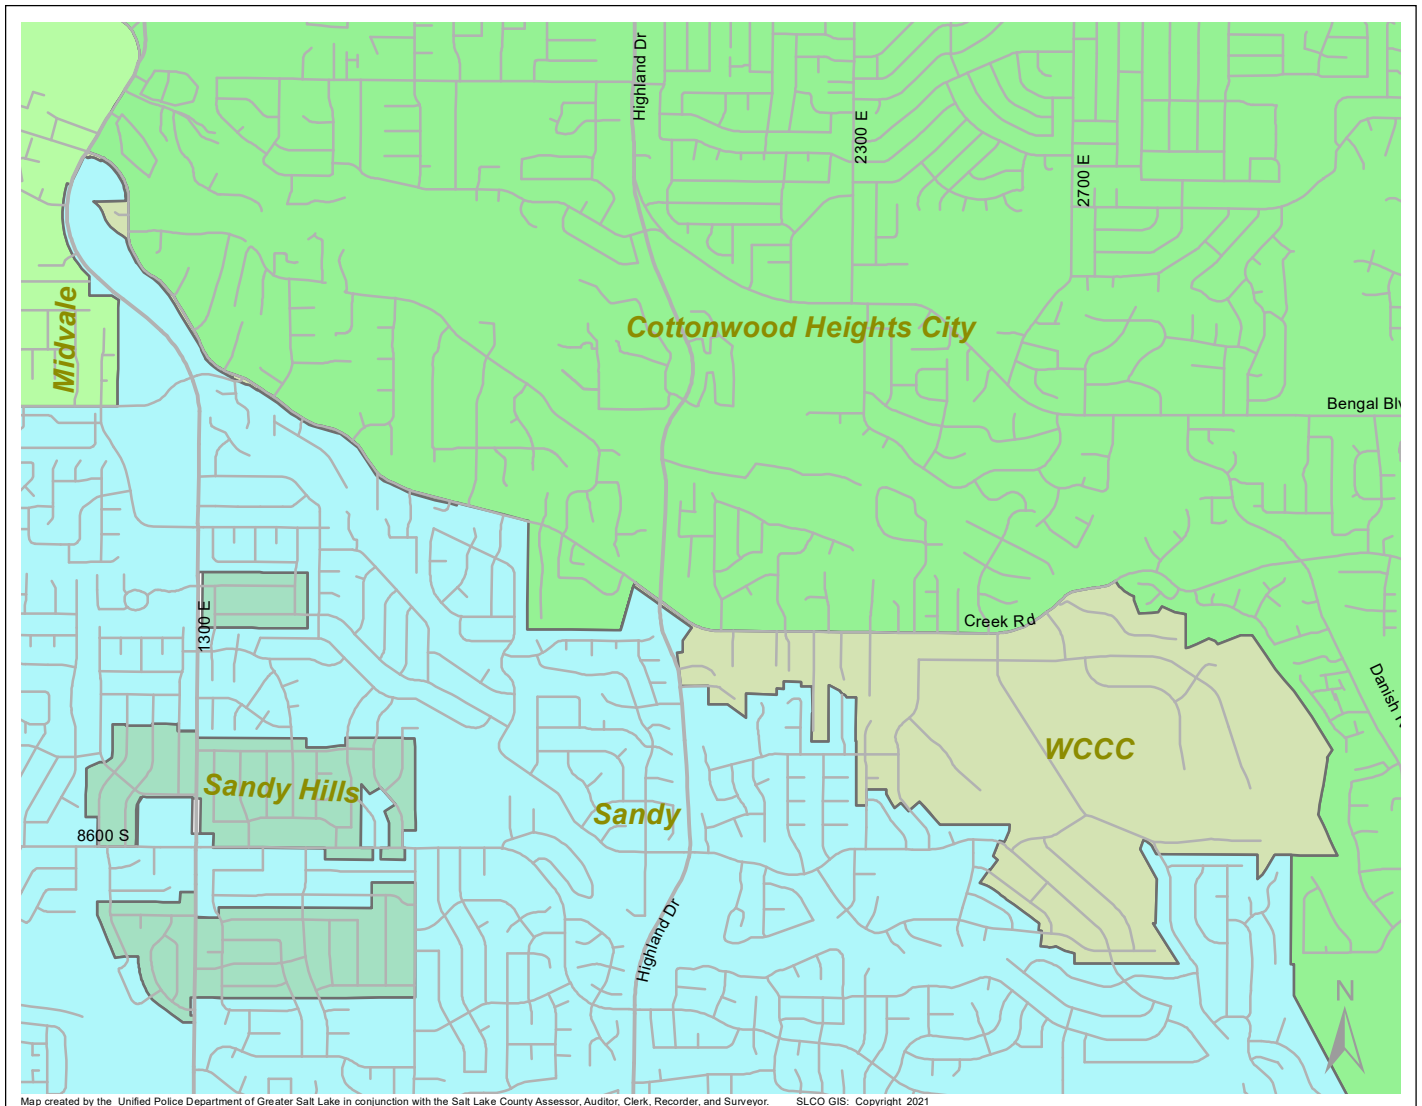 Highland Dr
2300 E
2700 E
Midvale
Cottonwood Heights City
Bengal Blv
1300 E
Creek Rd
Danish R
WCCC
Sandy Hills
Sandy
8600 S
Highland Dr
N
Map created by the Unified Police Department of Greater Salt Lake in conjunction with the Salt Lake County Assessor, Auditor, Clerk, Recorder, and Surveyor. SLCO GIS: Copyright 2021